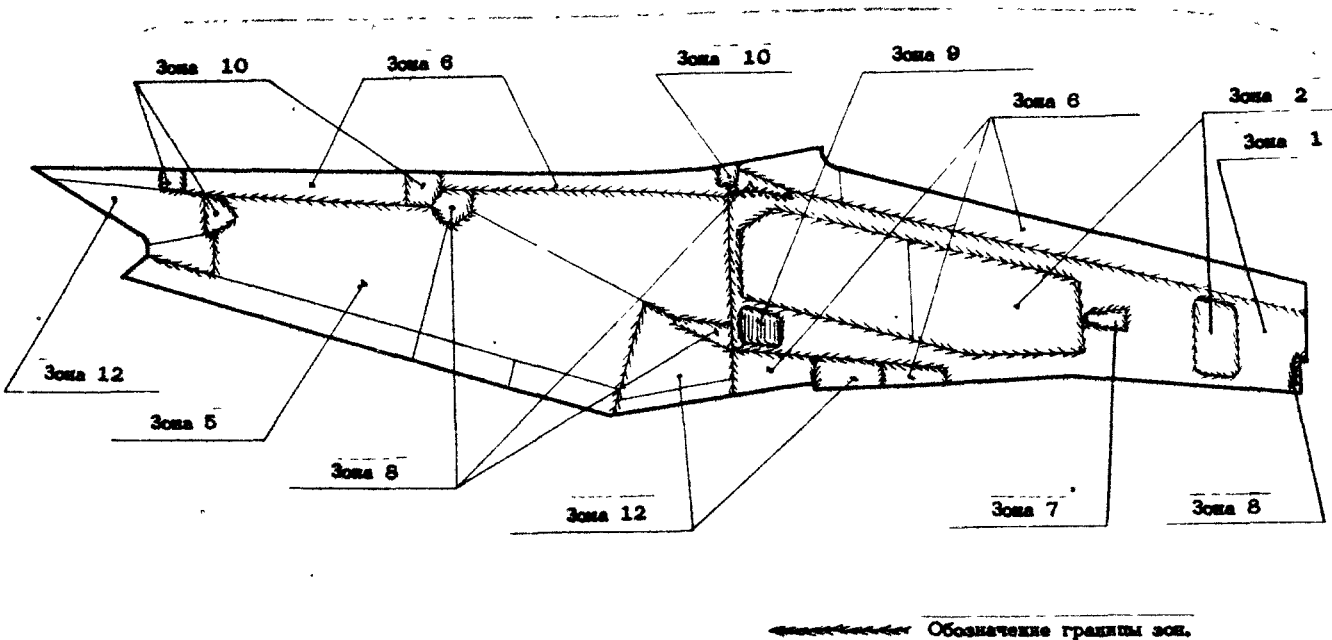 Зона 10
Зона 6
Зона 10
Зона 9
Зона 6
Зона 2
Зона 1
Зона 12
Зона 5
Зона 8
Зона 12
Зона 7
Зона 8
Обозначение границы зон.